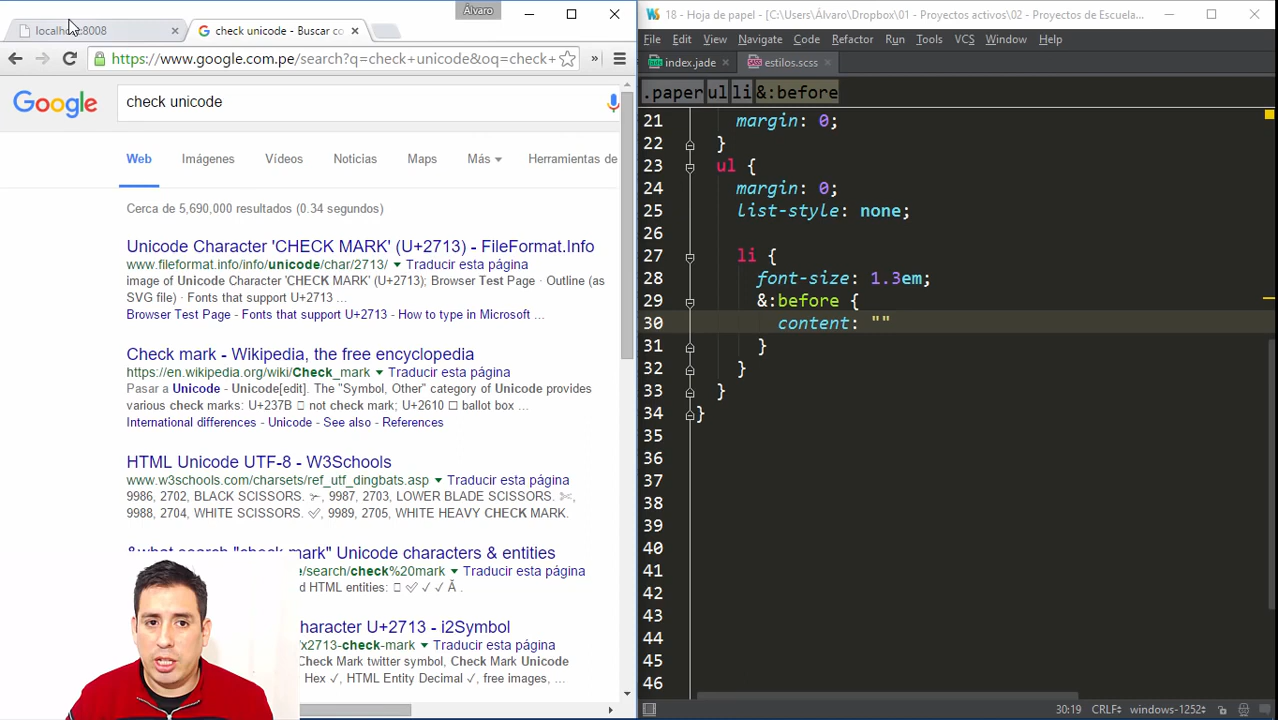 Álvaro
localh
:8008
check unicode - Buscar co
https://www.google.com.pe/search?q=check+unicode&oq=check+
»
Google
check unicode
Web
Imágenes
Vídeos
Noticias
Maps
Más
Herramientas de
Cerca de 5,690,000 resultados (0.34 segundos)
Unicode Character 'CHECK MARK' (U+2713) - FileFormat.Info
www.fileformat.info/info/unicode/char/2713/ ▾ Traducir esta página
image of Unicode Character 'CHECK MARK' (U+2713); Browser Test Page · Outline (as
SVG file) · Fonts that support U+2713 ...
Browser Test Page - Fonts that support U+2713 - How to type in Microsoft ...
Check mark - Wikipedia, the free encyclopedia
https://en.wikipedia.org/wiki/Check_mark ▾ Traducir esta página
Pasar a Unicode - Unicode[edit]. The "Symbol, Other" category of Unicode provides
various check marks: U+237B ▯ not check mark; U+2610 ☐ ballot box ...
International differences - Unicode - See also - References
HTML Unicode UTF-8 - W3Schools
www.w3schools.com/charsets/ref_utf_dingbats.asp ▾ Traducir esta página
9986, 2702, BLACK SCISSORS. ✂, 9987, 2703, LOWER BLADE SCISSORS. ✄,
9988, 2704, WHITE SCISSORS. ✅, 9989, 2705, WHITE HEAVY CHECK MARK.
&what search "check mark" Unicode characters & entities
e/search/check%20mark ▾ Traducir esta página
d HTML entities: ▯ ✅ ✓ ✓ Ă .
haracter U+2713 - i2Symbol
x2713-check-mark ▾ Traducir esta página
Check Mark twitter symbol, Check Mark Unicode
Hex ✓, HTML Entity Decimal ✓, free images, ...
18 - Hoja de papel - [C:\Users\Álvaro\Dropbox\01 - Proyectos activos\02 - Proyectos de Escuela...
File Edit View Navigate Code Refactor Run Tools VCS Window Help
index.jade
estilos.scss
.paper ul li &:before
21 margin: 0;
22 }
23 ul {
24 margin: 0;
25 list-style: none;
26
27 li {
28 font-size: 1.3em;
29 &:before {
30 content: ""
31 }
32 }
33 }
34 }
35
36
37
38
39
40
41
42
43
44
45
46
30:19 CRLF÷ windows-1252÷